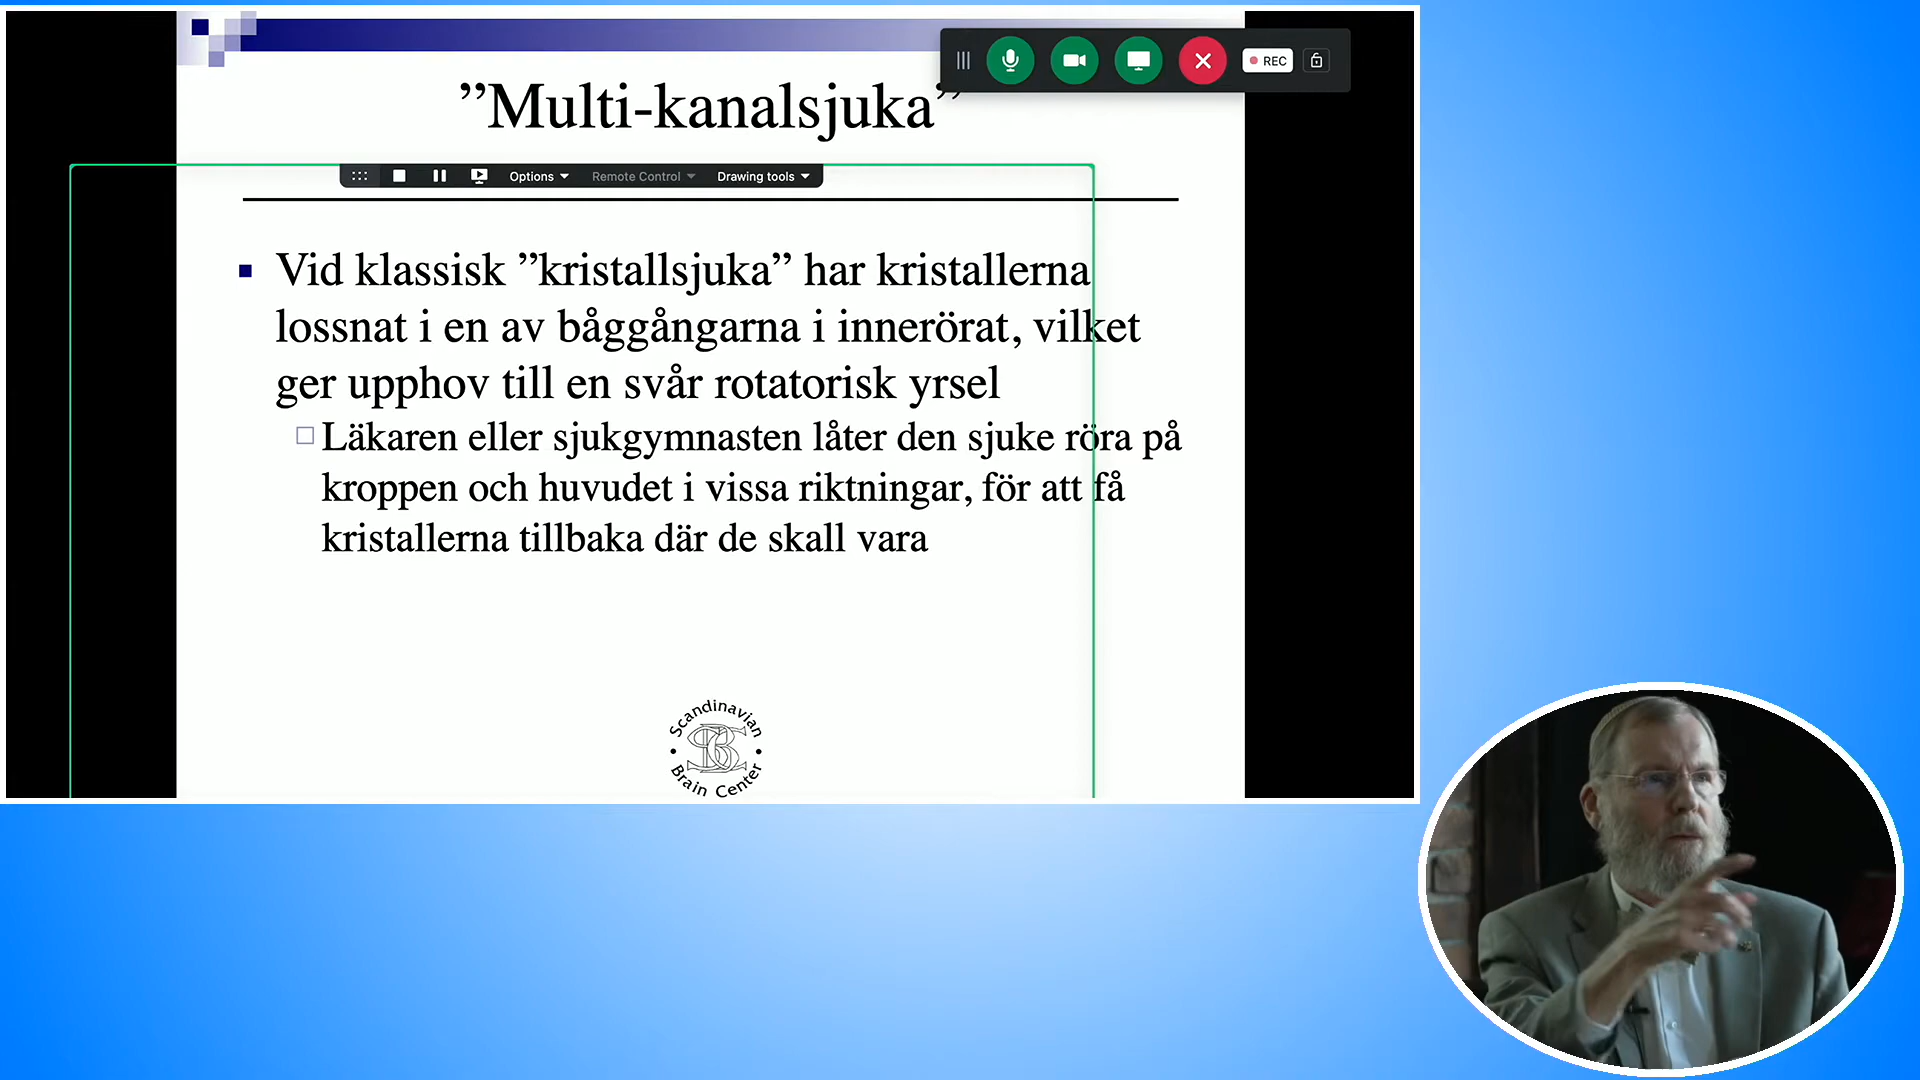 ”Multi-kanalsjuka”
REC
Options
Remote Control
Drawing tools
Vid klassisk ”kristallsjuka” har kristallerna
lossnat i en av båggångarna i innerörat, vilket
ger upphov till en svår rotatorisk yrsel
Läkaren eller sjukgymnasten låter den sjuke röra på
kroppen och huvudet i vissa riktningar, för att få
kristallerna tillbaka där de skall vara
Scandinavian
SBC
Brain Center